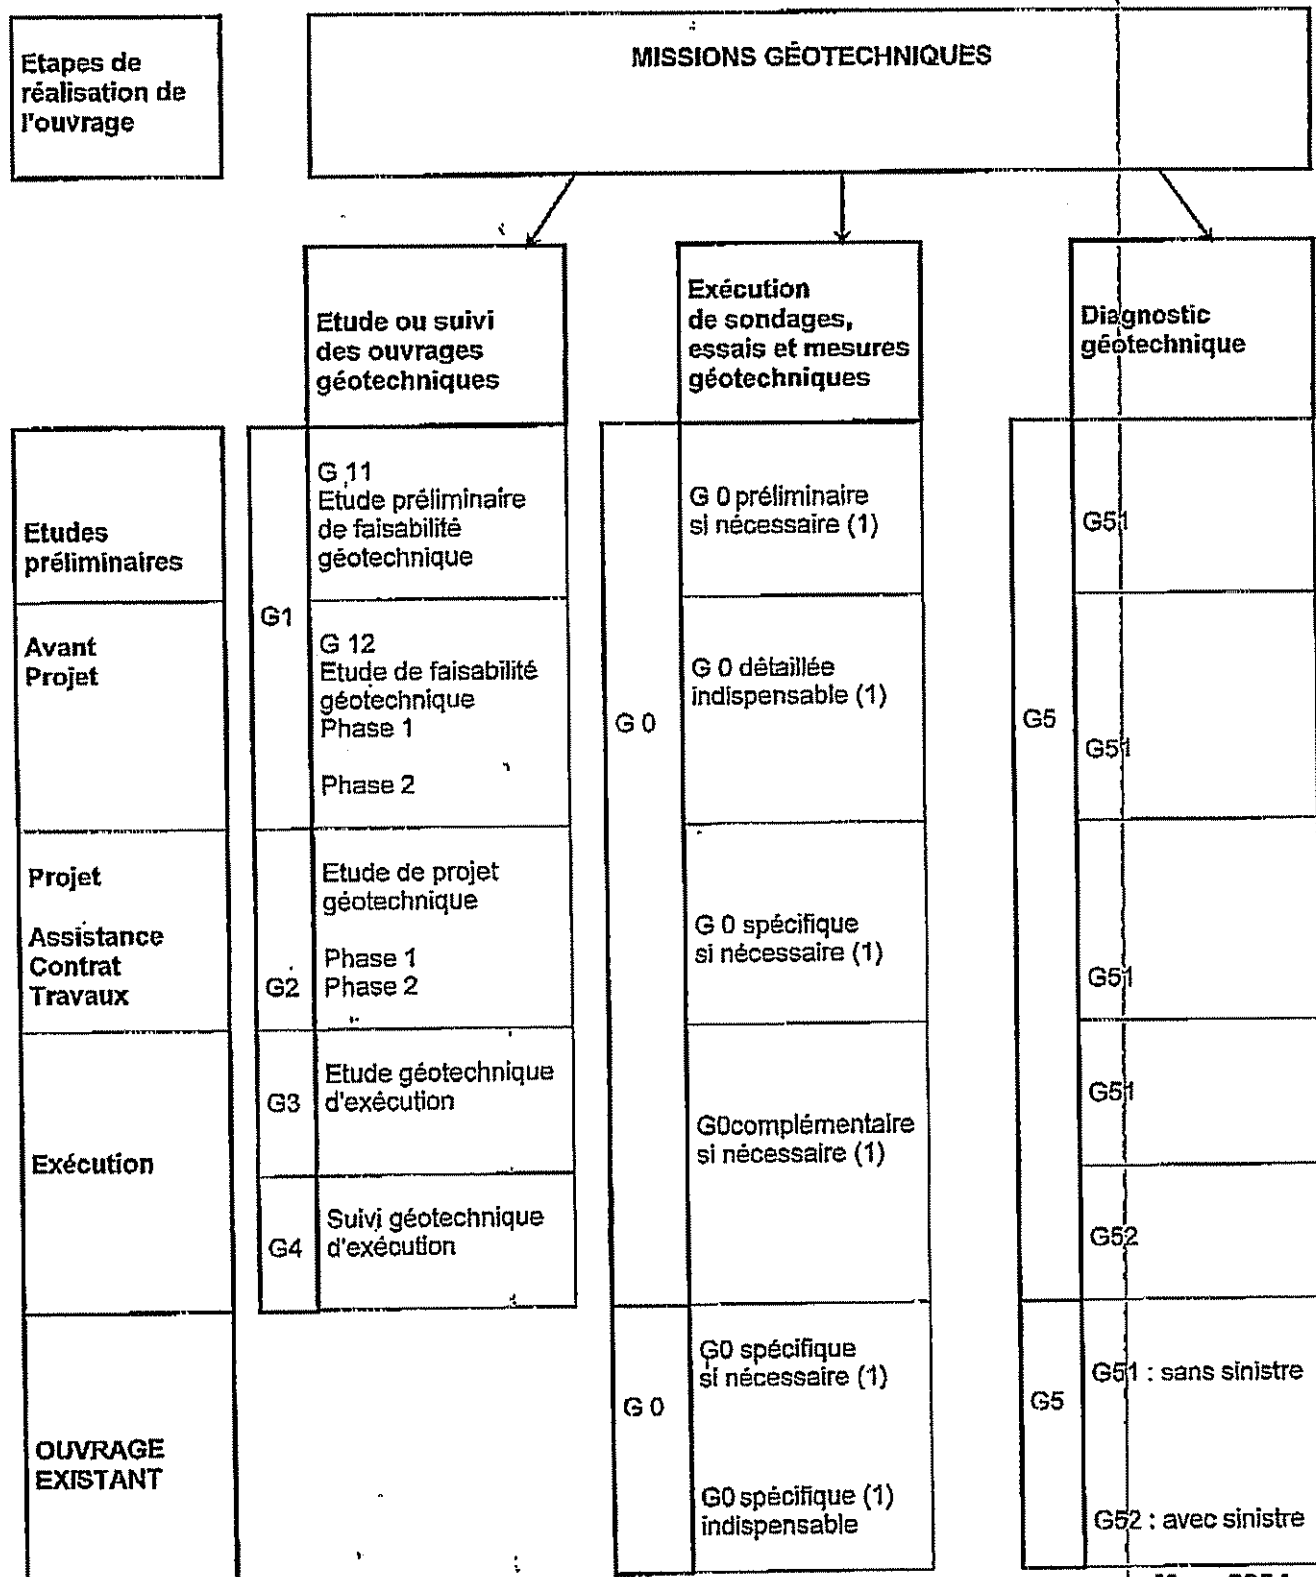 Etapes de
réalisation de
l'ouvrage
MISSIONS GÉOTECHNIQUES
Etude ou suivi
des ouvrages
géotechniques
Exécution
de sondages,
essais et mesures
géotechniques
Diagnostic
géotechnique
Etudes
préliminaires
G1
G 11
Etude préliminaire
de faisabilité
géotechnique
G 0 préliminaire
si nécessaire (1)
G51
Avant
Projet
G 12
Etude de faisabilité
géotechnique
Phase 1
Phase 2
G 0
G 0 détaillée
indispensable (1)
G5
G51
Projet
Assistance
Contrat
Travaux
G2
Etude de projet
géotechnique
Phase 1
Phase 2
G 0 spécifique
si nécessaire (1)
G51
Exécution
G3
Etude géotechnique
d'exécution
G0complémentaire
si nécessaire (1)
G51
G4
Suivi géotechnique
d'exécution
G52
OUVRAGE
EXISTANT
G 0
G0 spécifique
si nécessaire (1)
G0 spécifique (1)
indispensable
G5
G51 : sans sinistre
G52 : avec sinistre